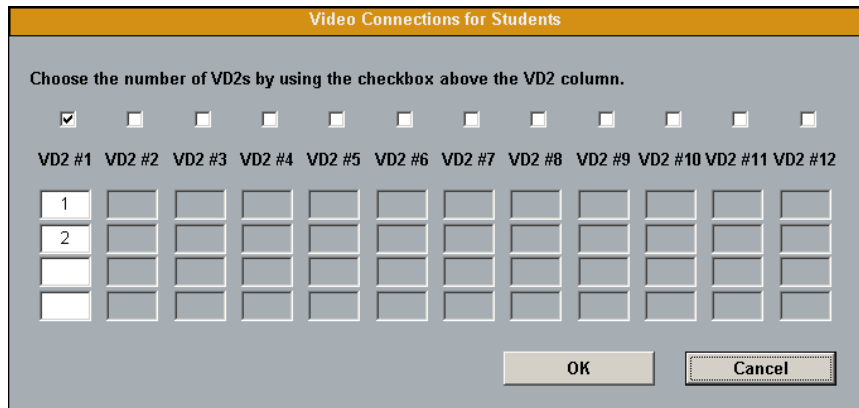 Video Connections for Students
Choose the number of VD2s by using the checkbox above the VD2 column.
VD2 #1 VD2 #2 VD2 #3 VD2 #4 VD2 #5 VD2 #6 VD2 #7 VD2 #8 VD2 #9 VD2 #10 VD2 #11 VD2 #12
1
2
OK Cancel